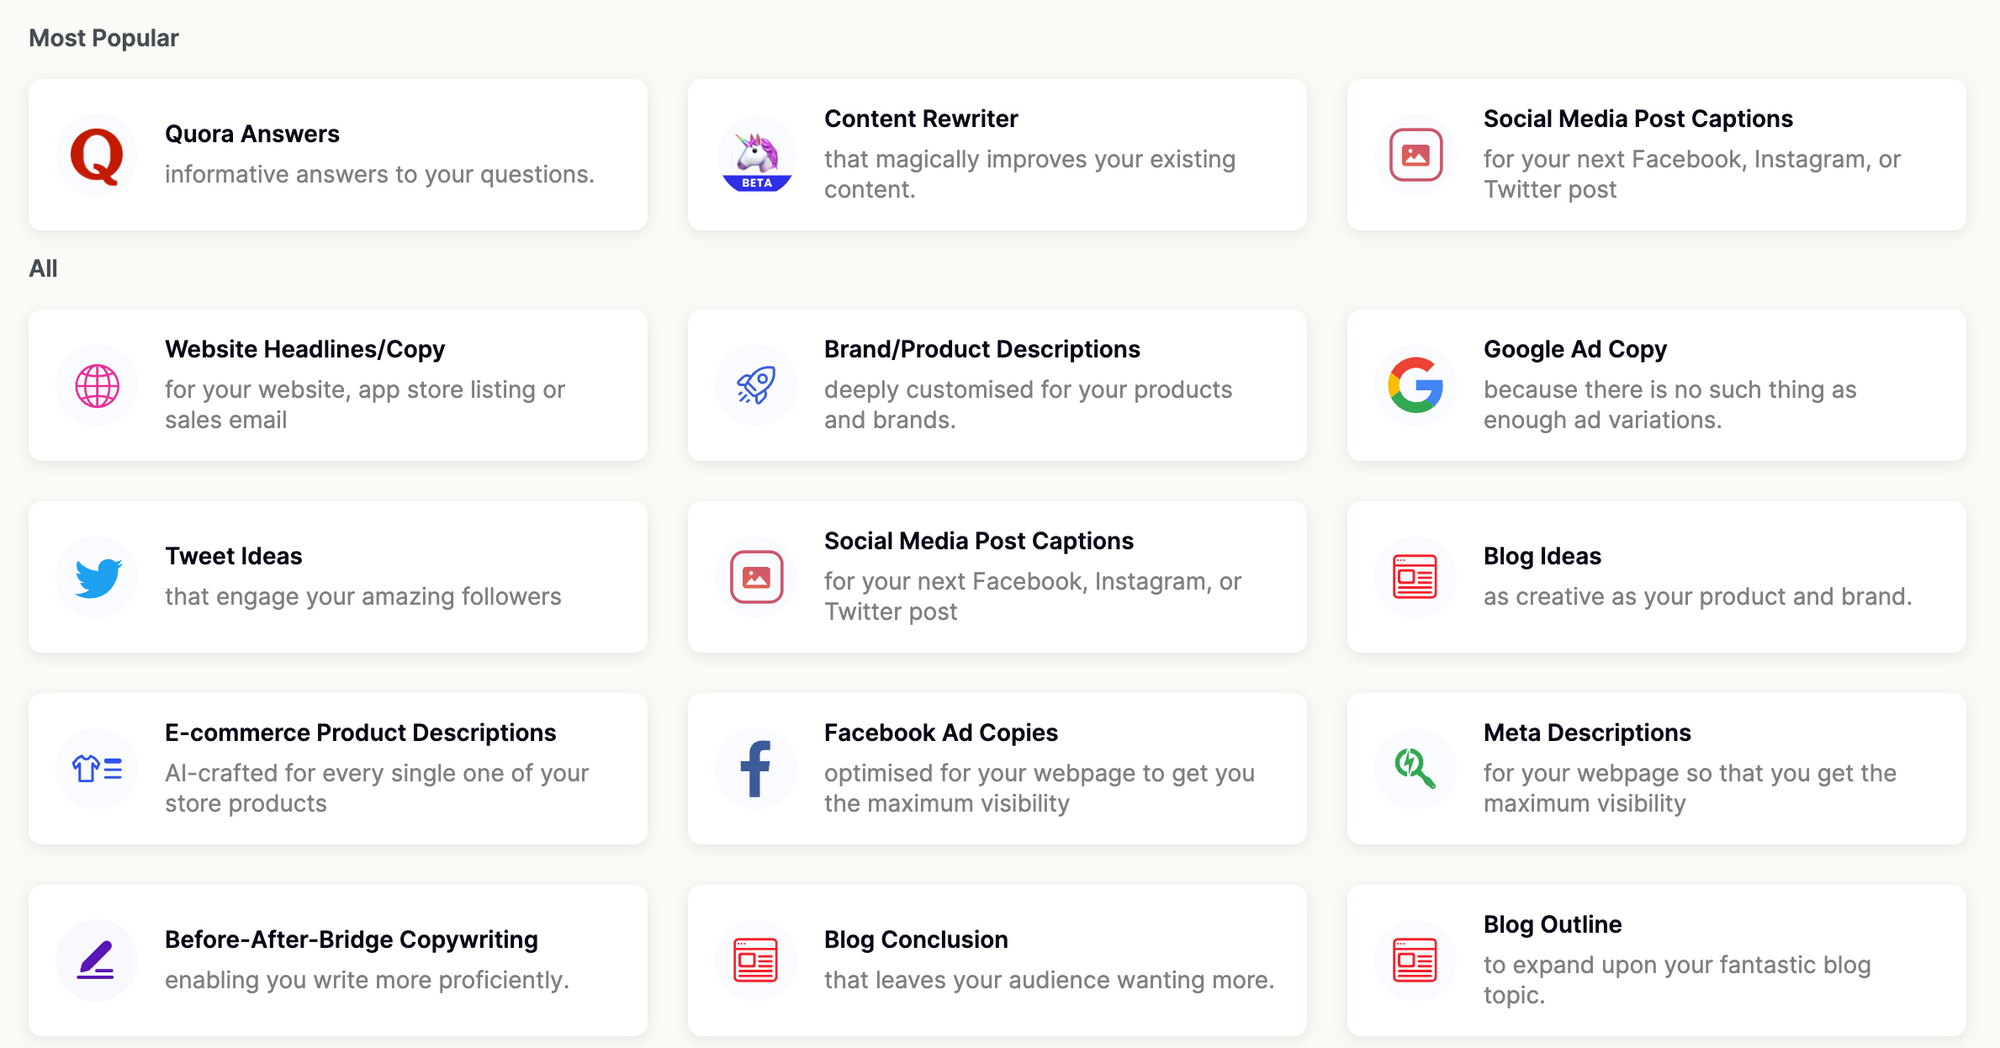 Most Popular
Quora Answers
informative answers to your questions.
BETA
Content Rewriter
that magically improves your existing
content.
Social Media Post Captions
for your next Facebook, Instagram, or
Twitter post
All
Website Headlines/Copy
for your website, app store listing or
sales email
Brand/Product Descriptions
deeply customised for your products
and brands.
Google Ad Copy
because there is no such thing as
enough ad variations.
Tweet Ideas
that engage your amazing followers
Social Media Post Captions
for your next Facebook, Instagram, or
Twitter post
Blog Ideas
as creative as your product and brand.
E-commerce Product Descriptions
AI-crafted for every single one of your
store products
Facebook Ad Copies
optimised for your webpage to get you
the maximum visibility
Meta Descriptions
for your webpage so that you get the
maximum visibility
Before-After-Bridge Copywriting
enabling you write more proficiently.
Blog Conclusion
that leaves your audience wanting more.
Blog Outline
to expand upon your fantastic blog
topic.